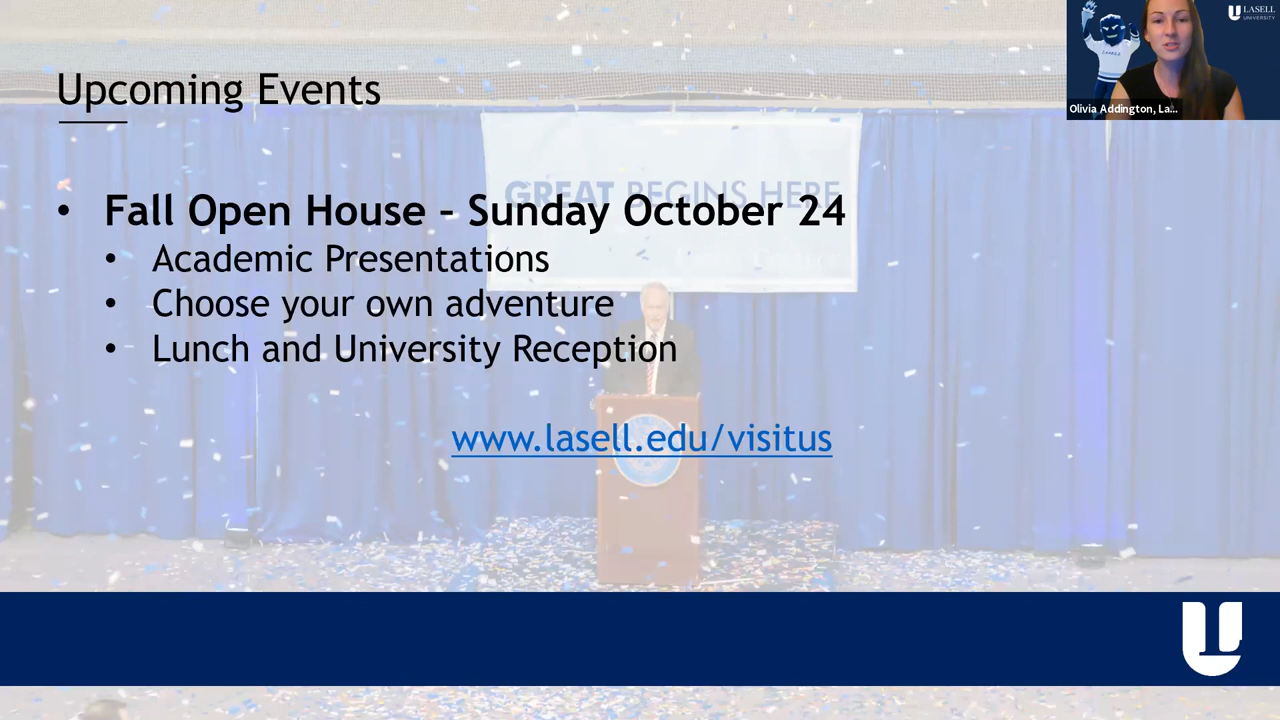 LASELL
UNIVERSITY
CANNON
Olivia Addington, La...
Upcoming Events
GREAT BEGINS HERE
• Fall Open House – Sunday October 24
• Academic Presentations
• Choose your own adventure
• Lunch and University Reception
www.lasell.edu/visitus